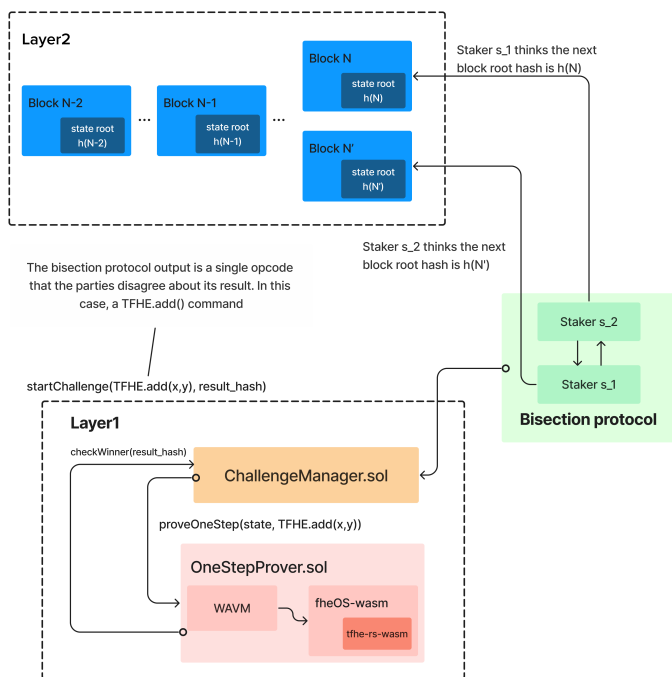 Layer2
Staker s_1 thinks the next
block root hash is h(N)
Block N
state root
h(N)
Block N-2
state root
h(N-2)
...
Block N-1
state root
h(N-1)
...
Block N'
state root
h(N')
Staker s_2 thinks the next
block root hash is h(N')
The bisection protocol output is a single opcode
that the parties disagree about its result. In this
case, a TFHE.add() command
Staker s_2
Staker s_1
Bisection protocol
startChallenge(TFHE.add(x,y), result_hash)
Layer1
checkWinner(result_hash)
ChallengeManager.sol
proveOneStep(state, TFHE.add(x,y))
OneStepProver.sol
WAVM
fheOS-wasm
tfhe-rs-wasm